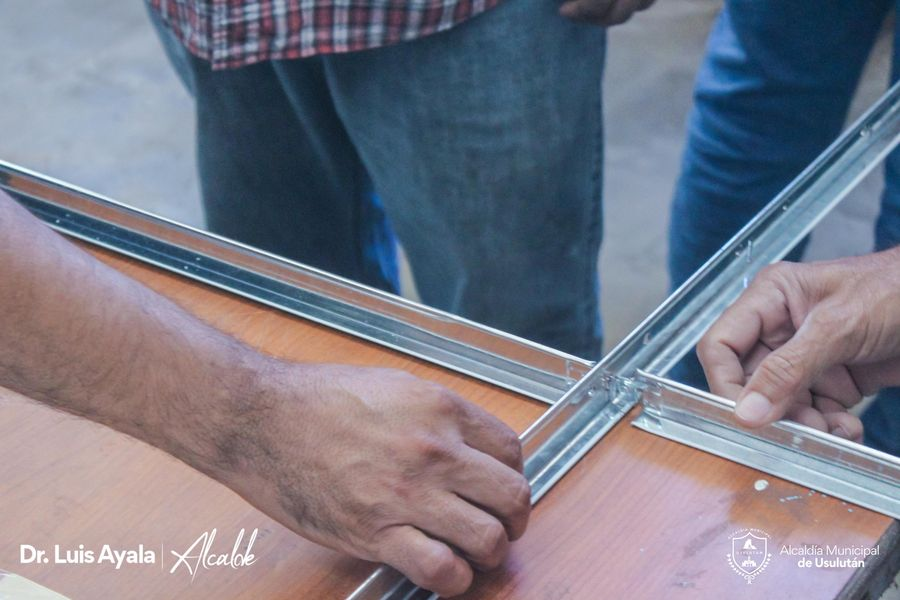 Dr. Luis Ayala | Alcalde
Alcaldía Municipal
de Usulután